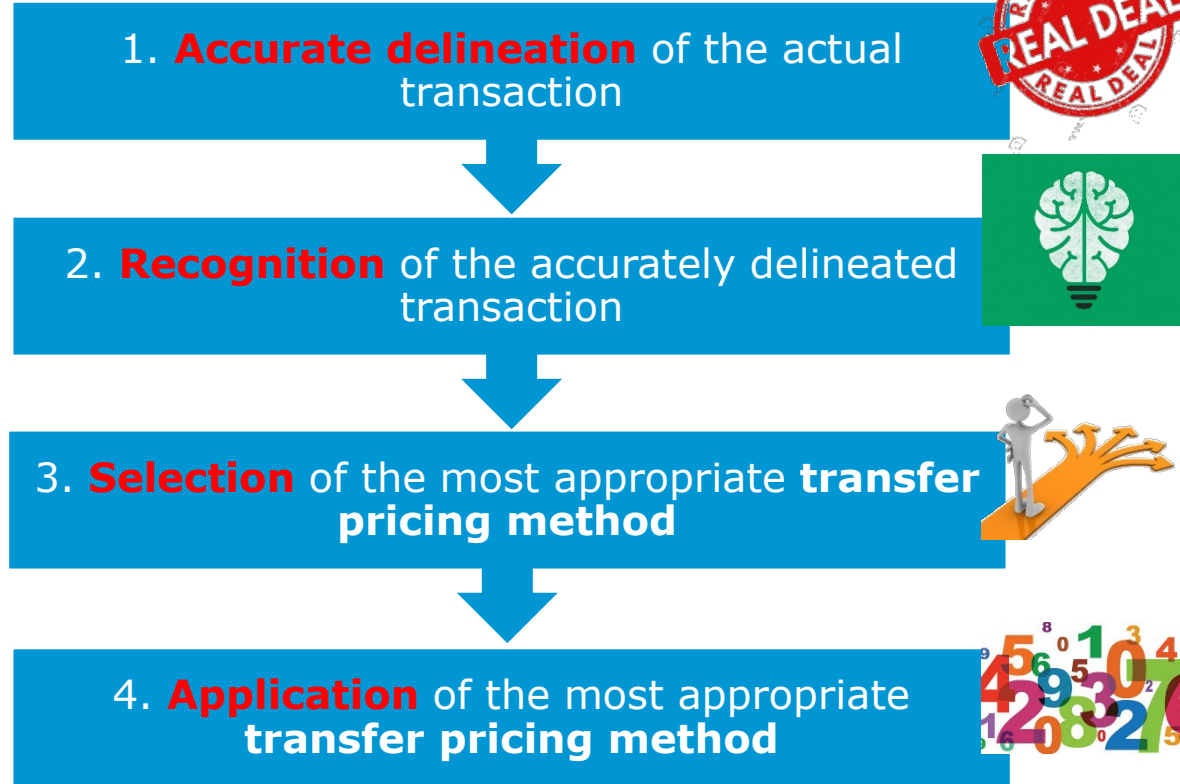 REAL DEAL
REAL DEAL
1. Accurate delineation of the actual
transaction
2. Recognition of the accurately delineated
transaction
3. Selection of the most appropriate transfer
pricing method
4. Application of the most appropriate
transfer pricing method